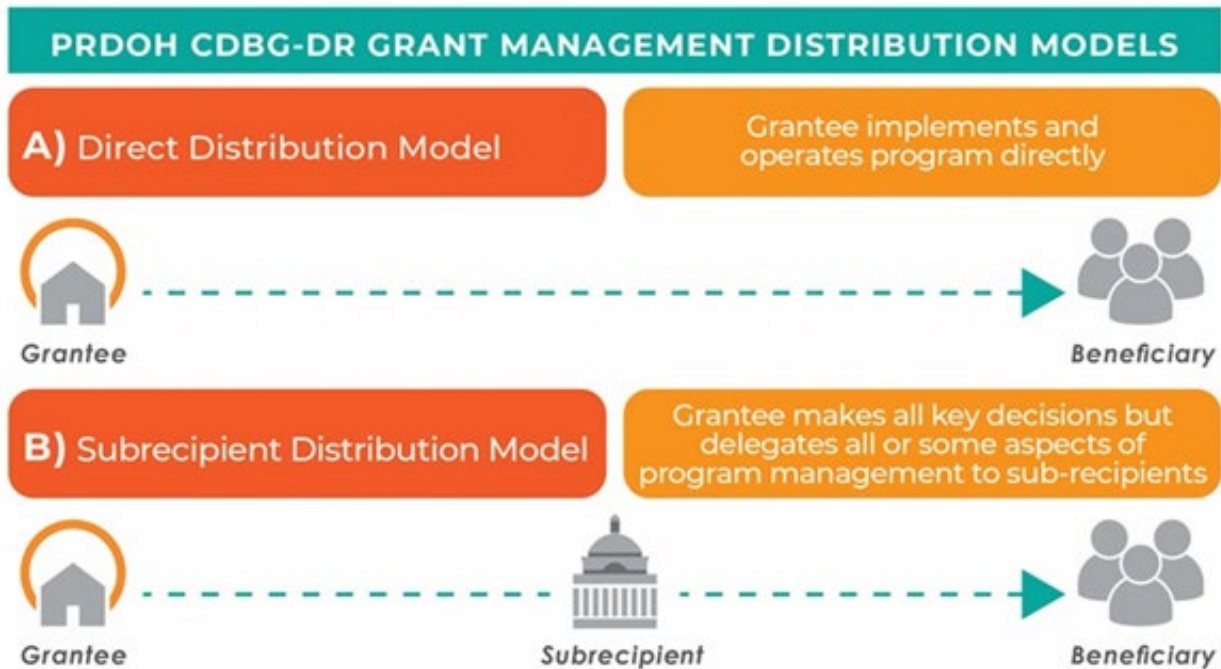 PRDOH CDBG-DR GRANT MANAGEMENT DISTRIBUTION MODELS
A) Direct Distribution Model
Grantee implements and
operates program directly
Grantee
Beneficiary
B) Subrecipient Distribution Model
Grantee makes all key decisions but
delegates all or some aspects of
program management to sub-recipients
Grantee
Subrecipient
Beneficiary